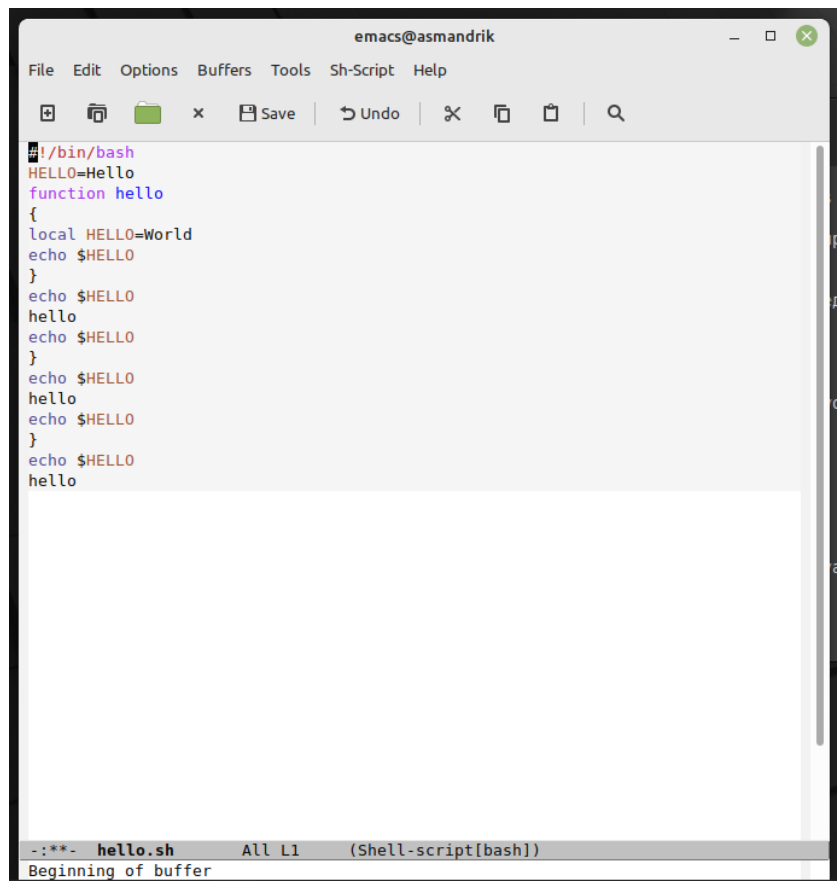 emacs@asmandrik
File Edit Options Buffers Tools Sh-Script Help
Save Undo
#!/bin/bash
HELLO=Hello
function hello
{
local HELLO=World
echo $HELLO
}
echo $HELLO
hello
echo $HELLO
}
echo $HELLO
hello
echo $HELLO
}
echo $HELLO
hello
-:**- hello.sh All L1 (Shell-script[bash])
Beginning of buffer